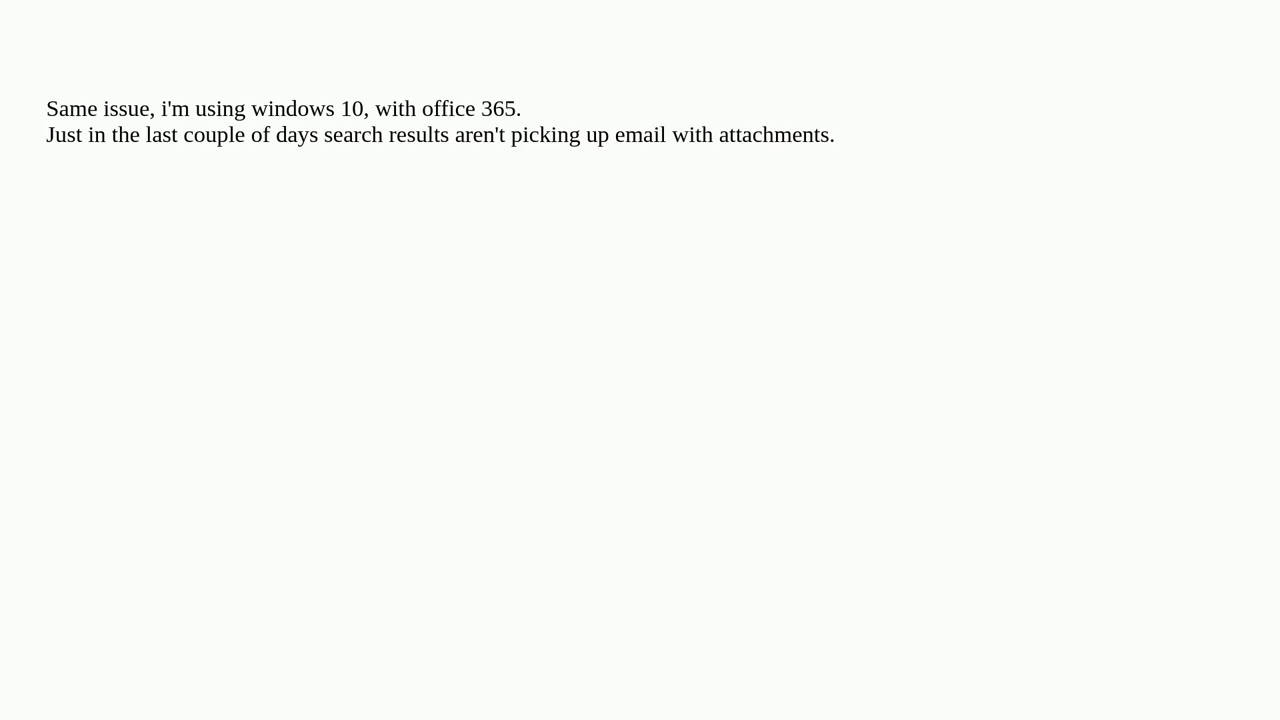 Same issue, i'm using windows 10, with office 365.
Just in the last couple of days search results aren't picking up email with attachments.